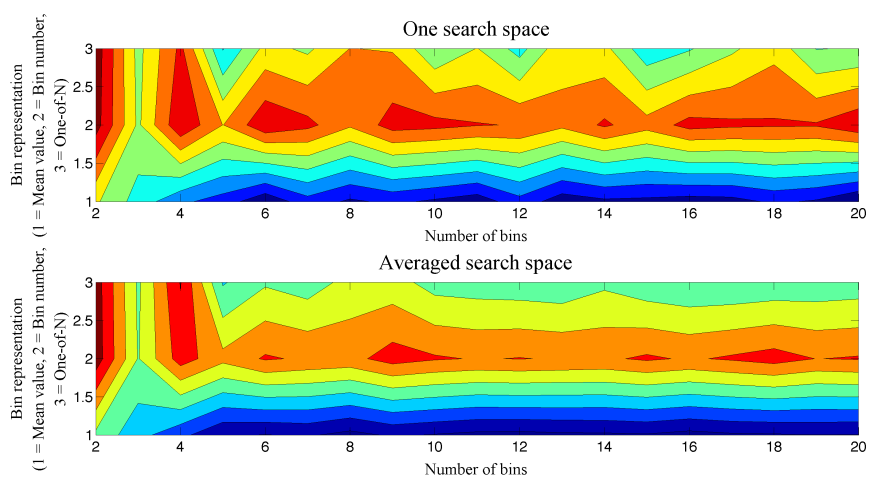 One search space
Bin representation
(1 = Mean value, 2 = Bin number,
3 = One-of-N)
3
2.5
2
1.5
1
2 4 6 8 10 12 14 16 18 20
Number of bins
Averaged search space
Bin representation
(1 = Mean value, 2 = Bin number,
3 = One-of-N)
3
2.5
2
1.5
1
2 4 6 8 10 12 14 16 18 20
Number of bins